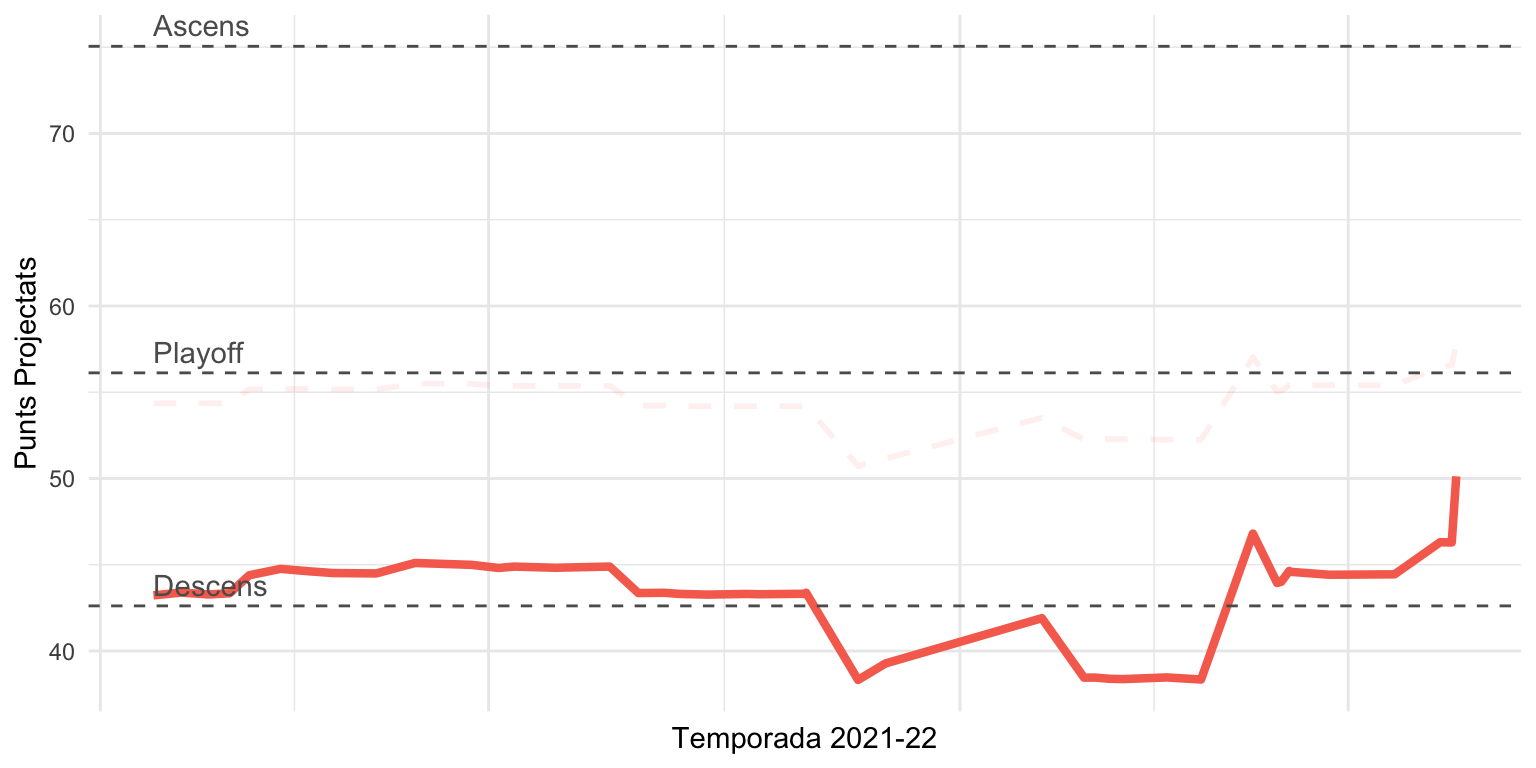 Ascens
70
60
Playoff
50
Descens
40
Punts Projectats
Temporada 2021-22